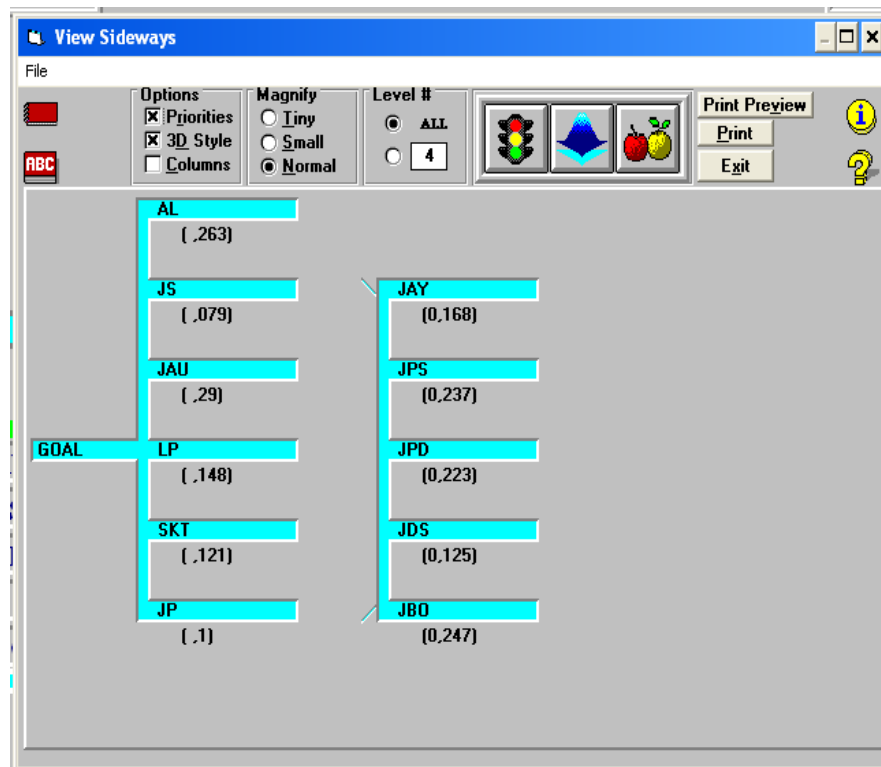 View Sideways
File
Options
Priorities
3D Style
Columns
Magnify
Tiny
Small
Normal
Level #
ALL
4
Print Preview
Print
Exit
ABC
GOAL
AL
( ,263)
JS
( ,079)
JAU
( ,29)
LP
( ,148)
SKT
( ,121)
JP
( ,1)
JAY
(0,168)
JPS
(0,237)
JPD
(0,223)
JDS
(0,125)
JBO
(0,247)